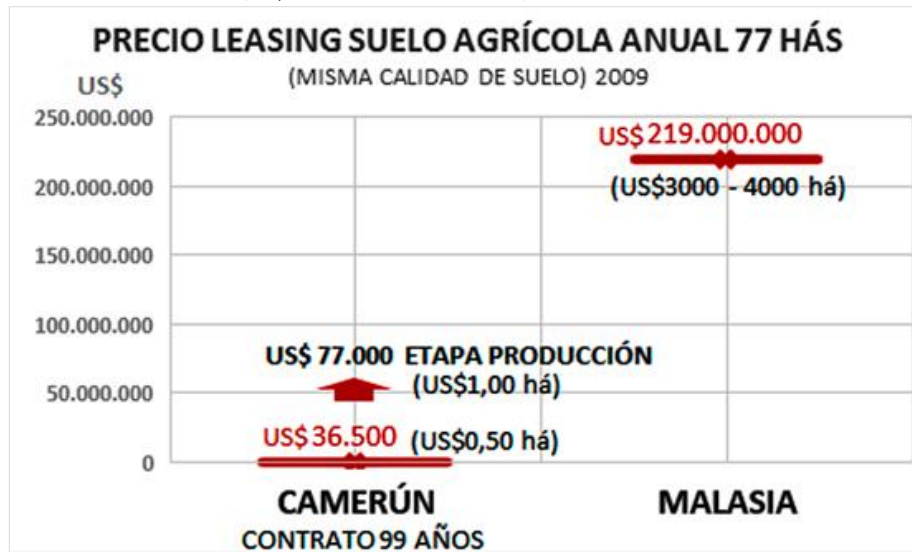 PRECIO LEASING SUELO AGRÍCOLA ANUAL 77 HÁS
(MISMA CALIDAD DE SUELO) 2009
US$
250.000.000
US$ 219.000.000
200.000.000
(US$3000 - 4000 há)
150.000.000
100.000.000
US$ 77.000 ETAPA PRODUCCIÓN
(US$1,00 há)
50.000.000
US$ 36.500 (US$0,50 há)
0
CAMERÚN MALASIA
CONTRATO 99 AÑOS